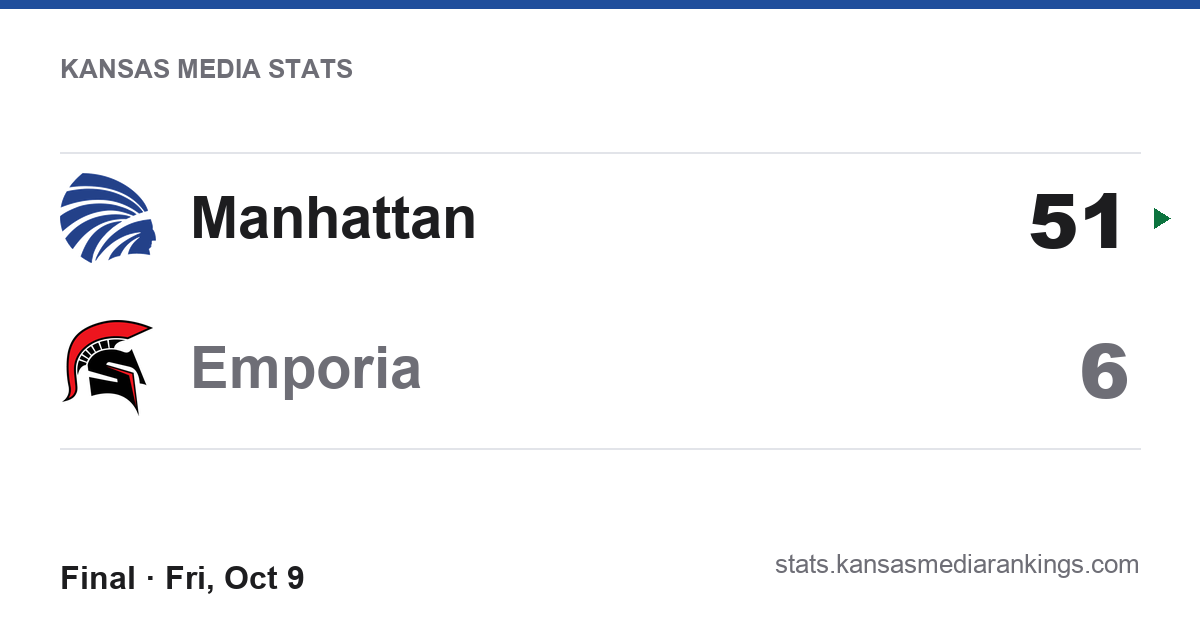 KANSAS MEDIA STATS
Manhattan 51
Emporia 6
Final · Fri, Oct 9
stats.kansasmediarankings.com